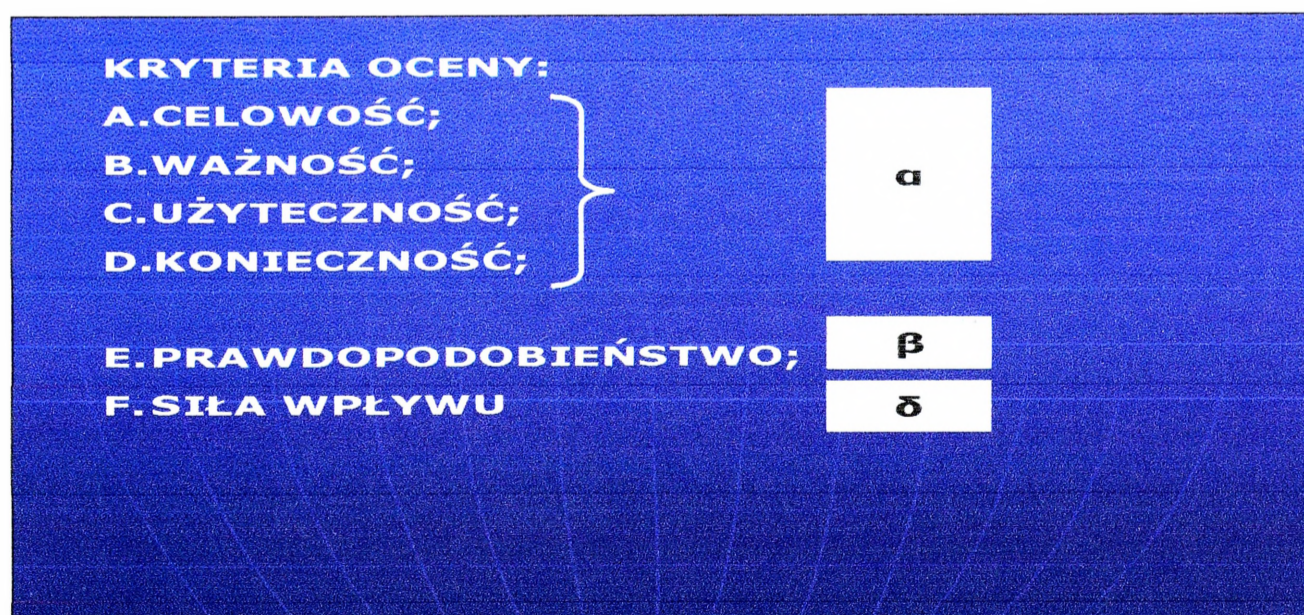 KRYTERIA OCENY:
A.CELOWOŚĆ;
B.WAŻNOŚĆ;
C.UŻYTECZNOŚĆ;
D.KONIECZNOŚĆ;
α
E.PRAWDOPODOBIEŃSTWO; β
F.SIŁA WPŁYWU δ